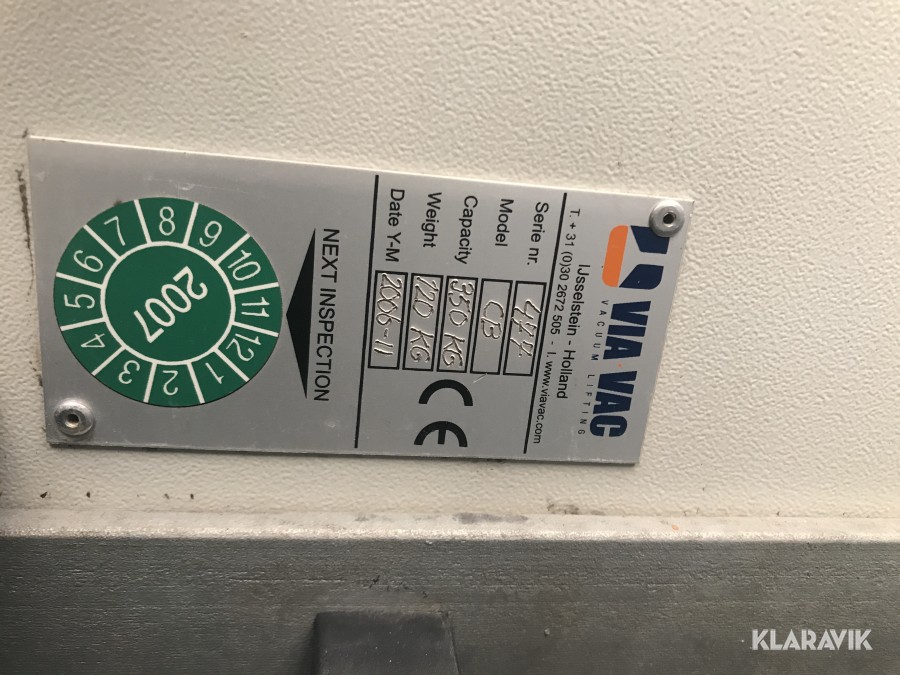 VIA VAC
VACUUM LIFTING
IJsselstein - Holland
T. + 31 (0)30 2672 505 - I. www.viavac.com
Serie nr.
Model CB
Capacity 350 KG
Weight 120 KG
Date Y-M 2006-11
CE
NEXT INSPECTION
1 2 3 4 5 6 7 8 9 10 11 12
2007
KLARAVIK